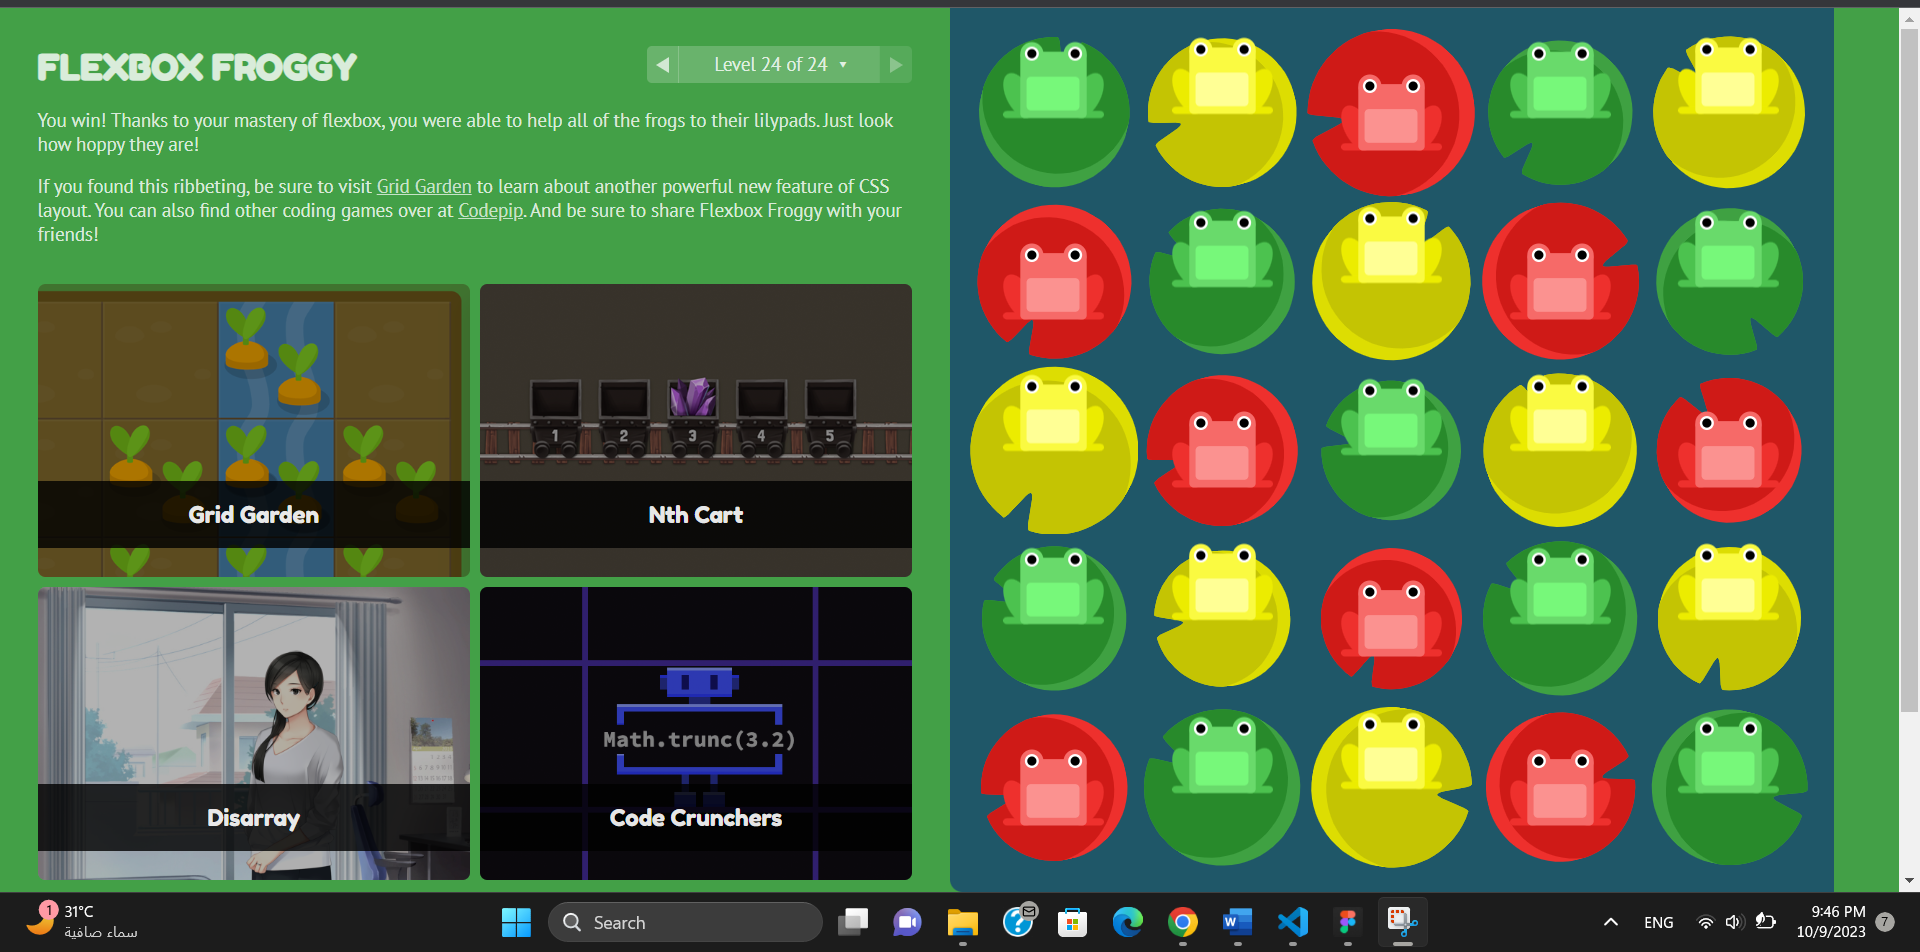 FLEXBOX FROGGY
◀ Level 24 of 24 ▼ ▶
You win! Thanks to your mastery of flexbox, you were able to help all of the frogs to their lilypads. Just look
how hoppy they are!
If you found this ribbeting, be sure to visit Grid Garden to learn about another powerful new feature of CSS
layout. You can also find other coding games over at Codepip. And be sure to share Flexbox Froggy with your
friends!
Grid Garden
1 2 3 4 5
Nth Cart
Disarray
Math.trunc(3.2)
Code Crunchers
1
31°C
سماء صافية
Search
W
ENG
9:46 PM
10/9/2023
7